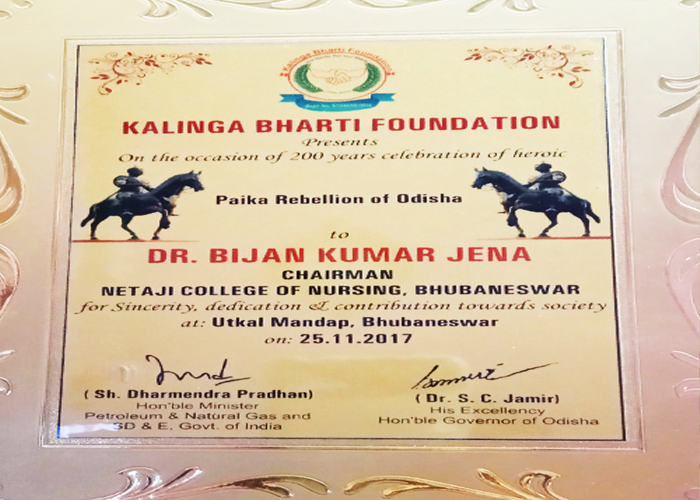 Kalinga Bharti Foundation
KALINGA BHARTI FOUNDATION
Presents
On the occasion of 200 years celebration of heroic
Paika Rebellion of Odisha
to
DR. BIJAN KUMAR JENA
CHAIRMAN
NETAJI COLLEGE OF NURSING, BHUBANESWAR
for Sincerity, dedication & contribution towards society
at: Utkal Mandap, Bhubaneswar
on: 25.11.2017
( Sh. Dharmendra Pradhan)
Hon'ble Minister
Petroleum & Natural Gas and
SD & E, Govt. of India
( Dr. S. C. Jamir)
His Excellency
Hon'ble Governor of Odisha